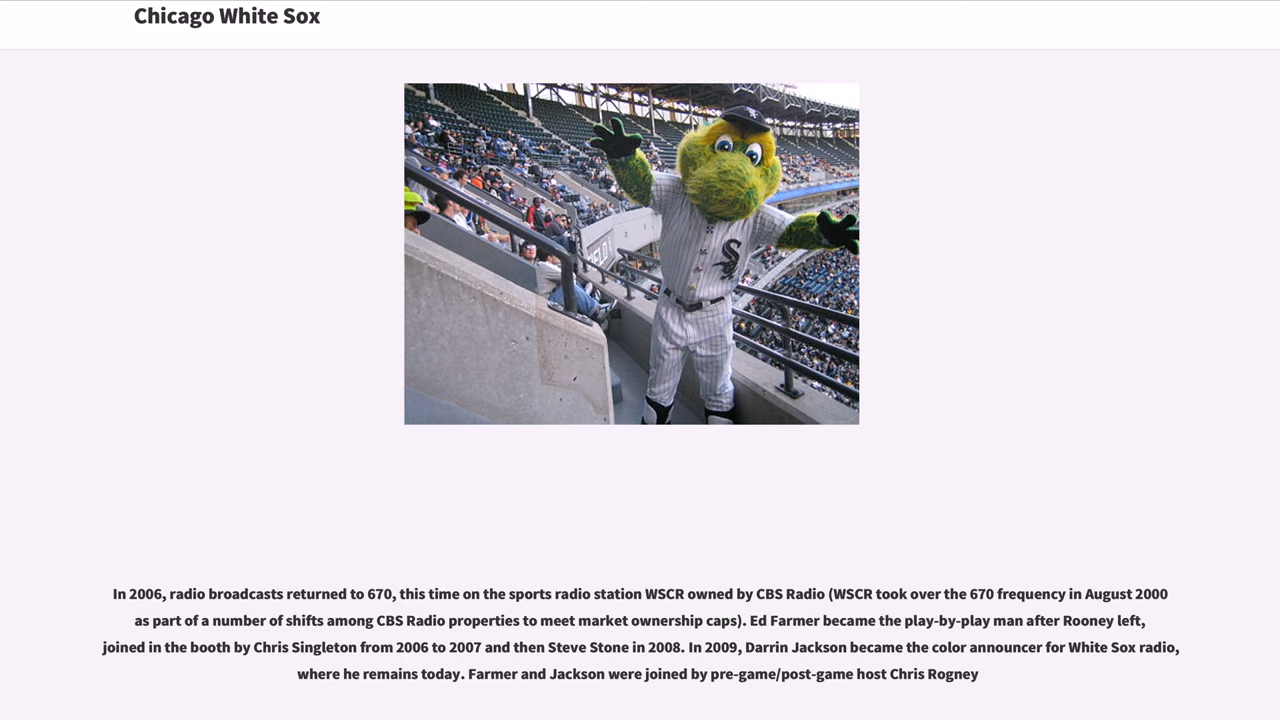 Chicago White Sox
In 2006, radio broadcasts returned to 670, this time on the sports radio station WSCR owned by CBS Radio (WSCR took over the 670 frequency in August 2000
as part of a number of shifts among CBS Radio properties to meet market ownership caps). Ed Farmer became the play-by-play man after Rooney left,
joined in the booth by Chris Singleton from 2006 to 2007 and then Steve Stone in 2008. In 2009, Darrin Jackson became the color announcer for White Sox radio,
where he remains today. Farmer and Jackson were joined by pre-game/post-game host Chris Rogney